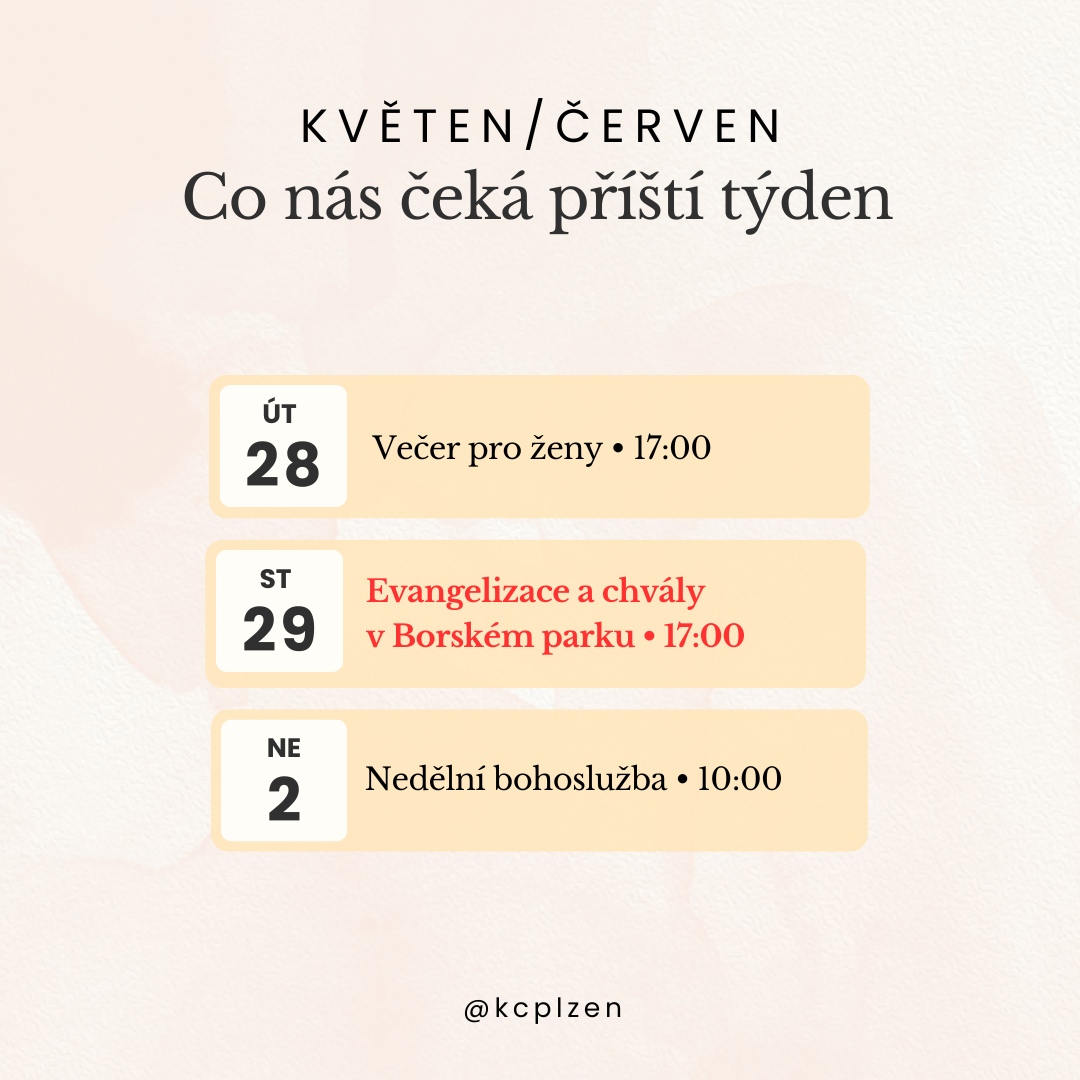 KVĚTEN/ČERVEN
Co nás čeká příští týden
ÚT
28
Večer pro ženy • 17:00
ST
29
Evangelizace a chvály
v Borském parku • 17:00
NE
2
Nedělní bohoslužba • 10:00
@kcplzen